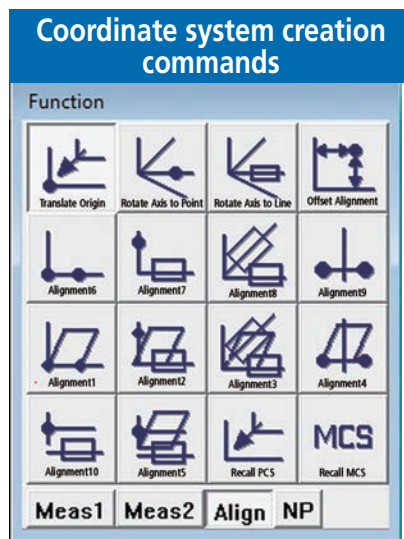 Coordinate system creation
commands
Function
Translate Origin
Rotate Axis to Point
Rotate Axis to Line
Offset Alignment
Alignment6
Alignment7
Alignment8
Alignment9
Alignment1
Alignment2
Alignment3
Alignment4
Alignment10
Alignment5
Recall PCS
MCS
Recall MCS
Meas1 Meas2 Align NP